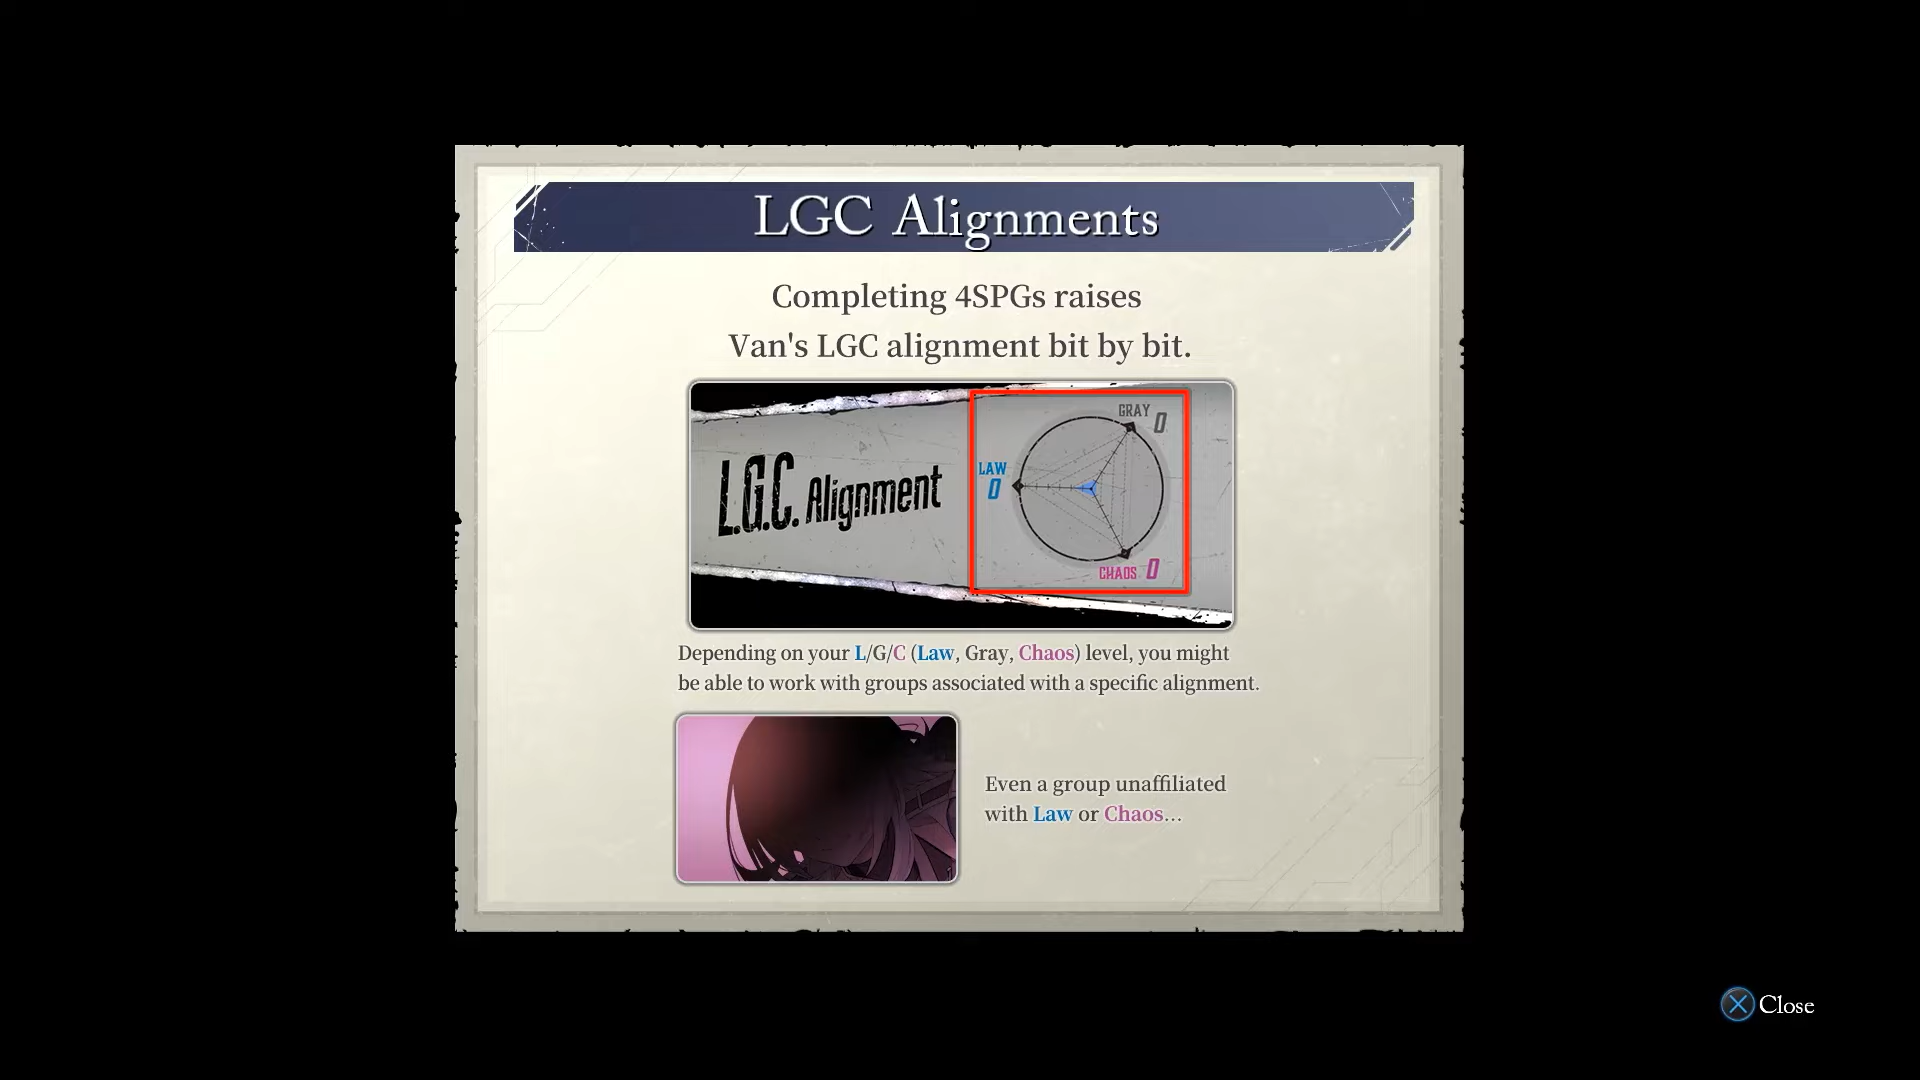 LGC Alignments
Completing 4SPGs raises
Van's LGC alignment bit by bit.
L.G.C. Alignment
GRAY 0
LAW
0
CHAOS 0
Depending on your L/G/C (Law, Gray, Chaos) level, you might
be able to work with groups associated with a specific alignment.
Even a group unaffiliated
with Law or Chaos...
Close